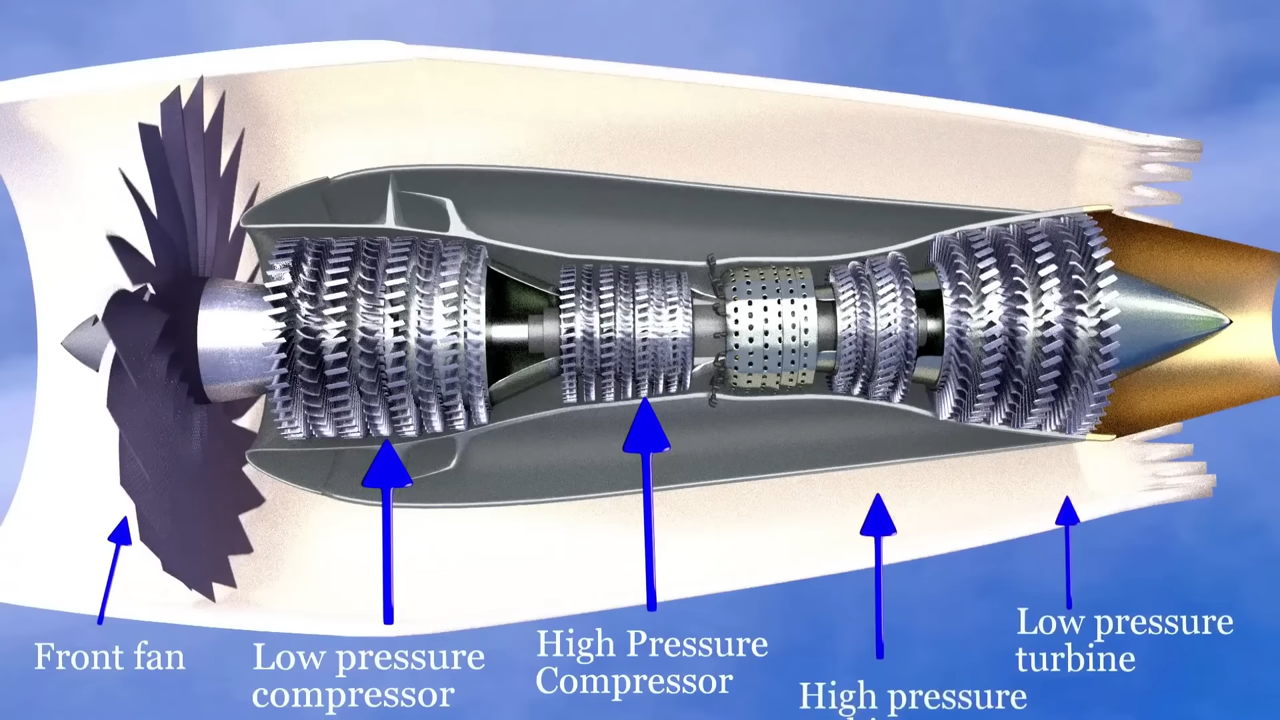 Front fan
Low pressure
compressor
High Pressure
Compressor
High pressure
Low pressure
turbine